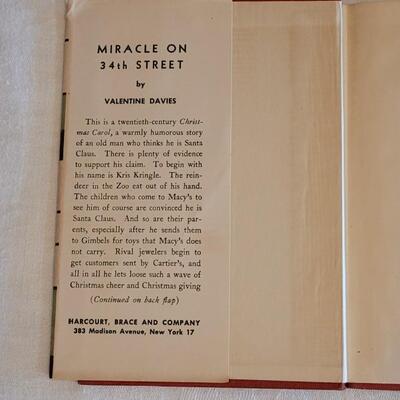 MIRACLE ON
34th STREET
by
VALENTINE DAVIES
This is a twentieth-century Christ-
mas Carol, a warmly humorous story
of an old man who thinks he is Santa
Claus. There is plenty of evidence
to support his claim. To begin with
his name is Kris Kringle. The rein-
deer in the Zoo eat out of his hand.
The children who come to Macy's to
see him of course are convinced he is
Santa Claus. And so are their par-
ents, especially after he sends them
to Gimbels for toys that Macy's does
not carry. Rival jewelers begin to
get customers sent by Cartier's, and
all in all he lets loose such a wave of
Christmas cheer and Christmas giving
(Continued on back flap)
HARCOURT, BRACE AND COMPANY
383 Madison Avenue, New York 17